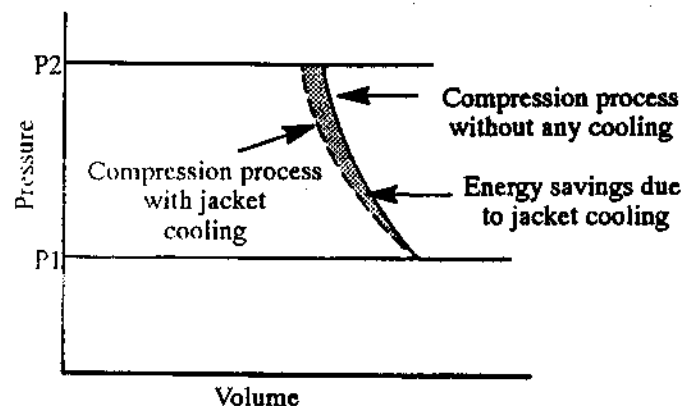 P2
Compression process
without any cooling
Compression process
with jacket
cooling
Energy savings due
to jacket cooling
Pressure
P1
Volume